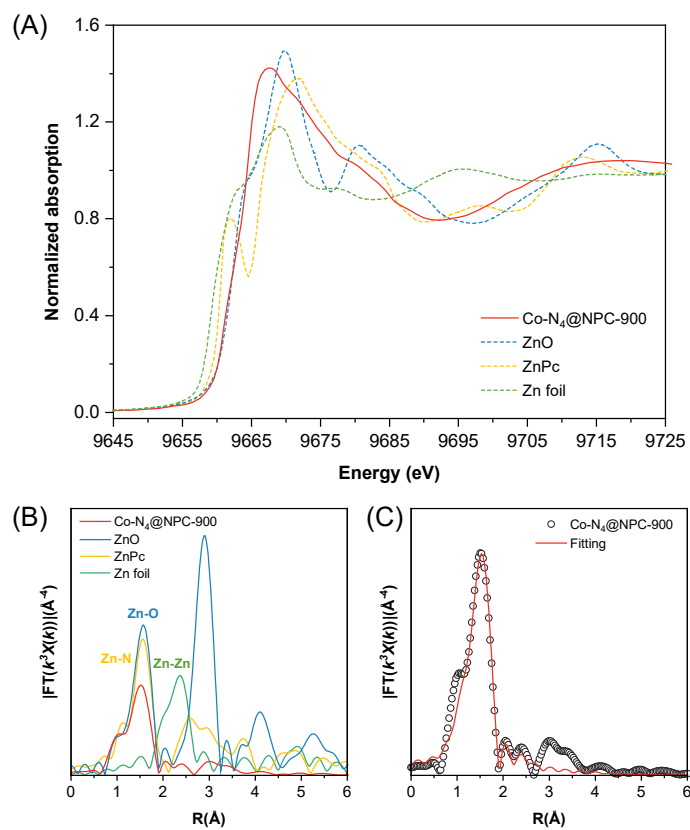 (A)
1.6
1.2
0.8
0.4
0.0
Normalized absorption
Co-N₄@NPC-900
ZnO
ZnPc
Zn foil
9645 9655 9665 9675 9685 9695 9705 9715 9725
Energy (eV)
(B)
Co-N₄@NPC-900
ZnO
ZnPc
Zn foil
Zn-O
Zn-N
Zn-Zn
|FT(k³X(k))|(Å⁻⁴)
0 1 2 3 4 5 6
R(Å)
(C)
Co-N₄@NPC-900
Fitting
|FT(k³X(k))|(Å⁻⁴)
0 1 2 3 4 5 6
R(Å)